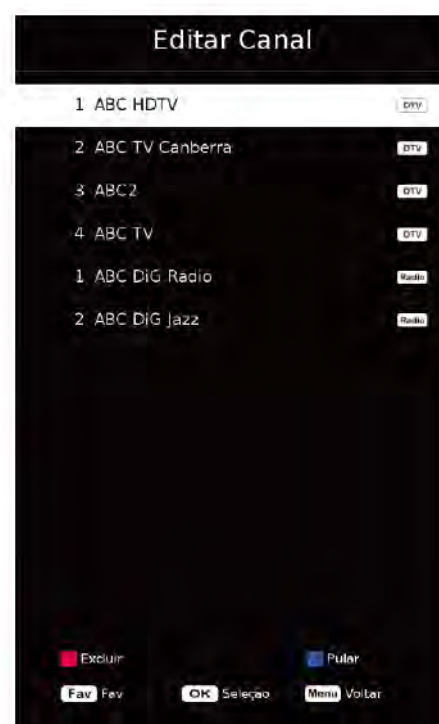 Editar Canal
1 ABC HDTV DTV
2 ABC TV Canberra DTV
3 ABC2 DTV
4 ABC TV DTV
1 ABC DiG Radio Radio
2 ABC DiG Jazz Radio
Excluir Pular
Fav Fav OK Seleçao Menu Voltar